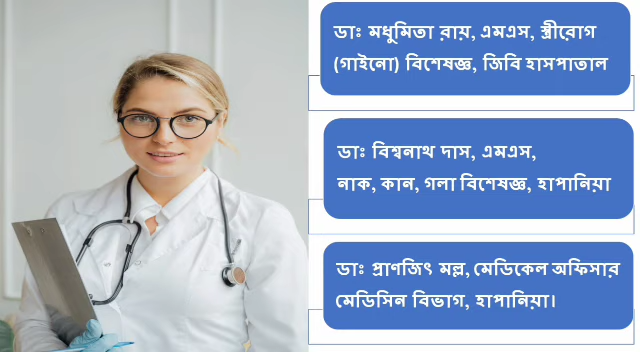 ডাঃ মধুমিতা রায়, এমএস, স্ত্রীরোগ
(গাইনো) বিশেষজ্ঞ, জিবি হাসপাতাল
ডাঃ বিশ্বনাথ দাস, এমএস,
নাক, কান, গলা বিশেষজ্ঞ, হাপানিয়া
ডাঃ প্রাণজিৎ মল্ল, মেডিকেল অফিসার
মেডিসিন বিভাগ, হাপানিয়া।